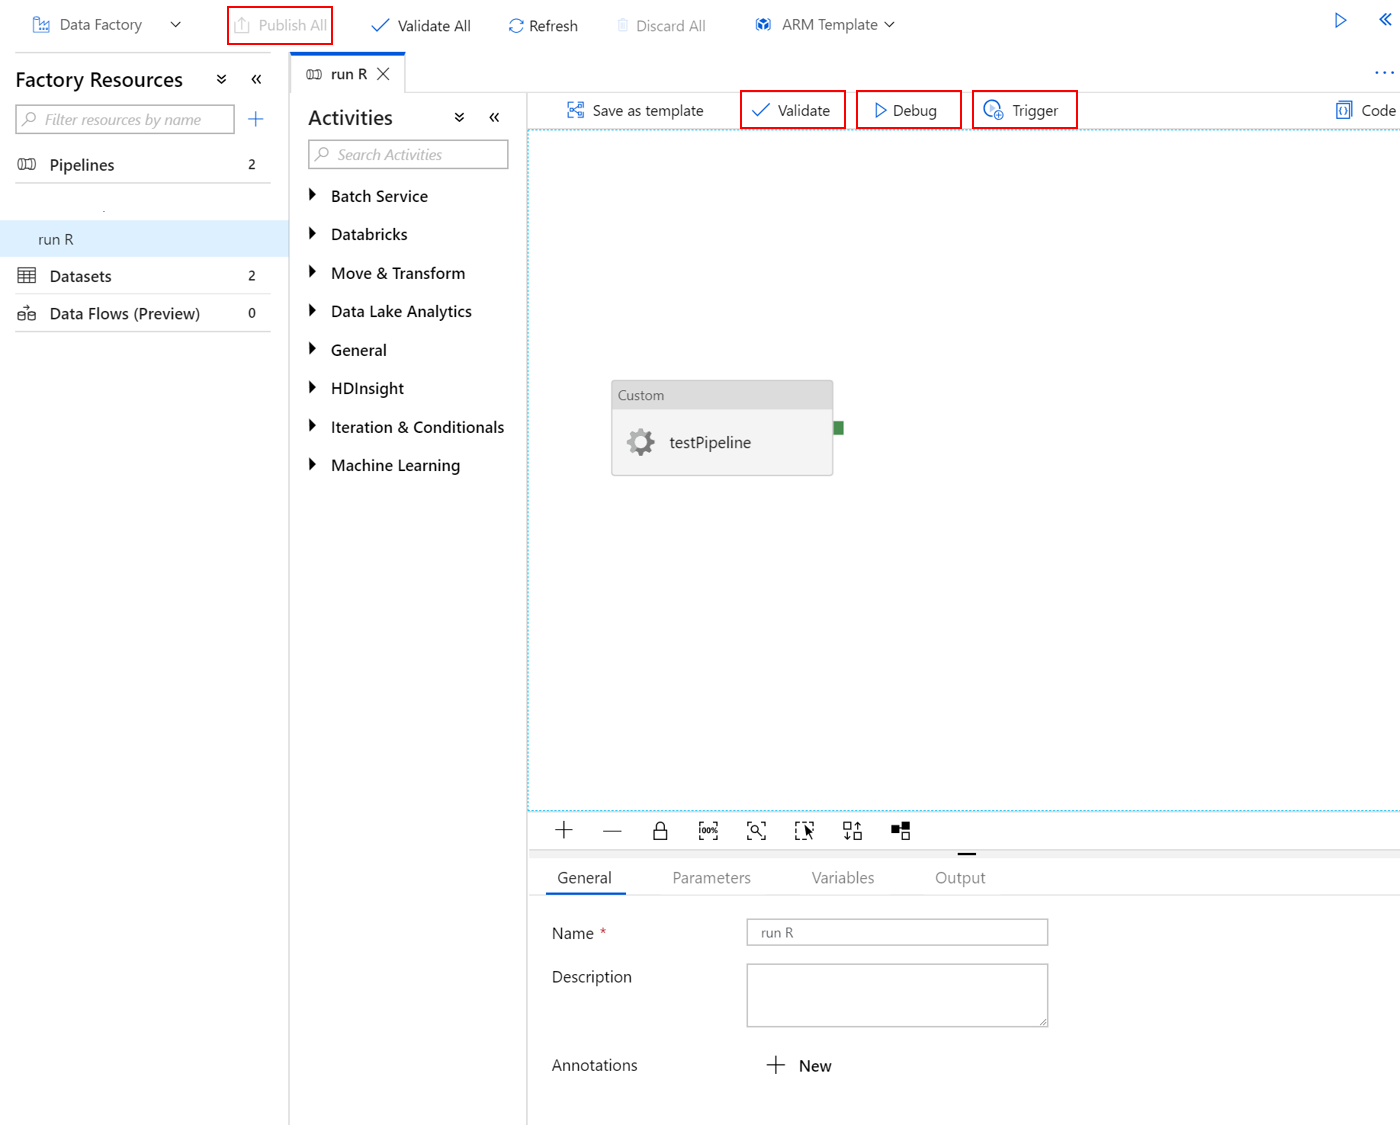 Data Factory
Publish All
Validate All
Refresh
Discard All
ARM Template
Factory Resources
Filter resources by name
Pipelines 2
run R
Datasets 2
Data Flows (Preview) 0
run R
Activities
Search Activities
Batch Service
Databricks
Move & Transform
Data Lake Analytics
General
HDInsight
Iteration & Conditionals
Machine Learning
Save as template
Validate
Debug
Trigger
Code
Custom
testPipeline
100%
General
Parameters
Variables
Output
Name *
run R
Description
Annotations
New